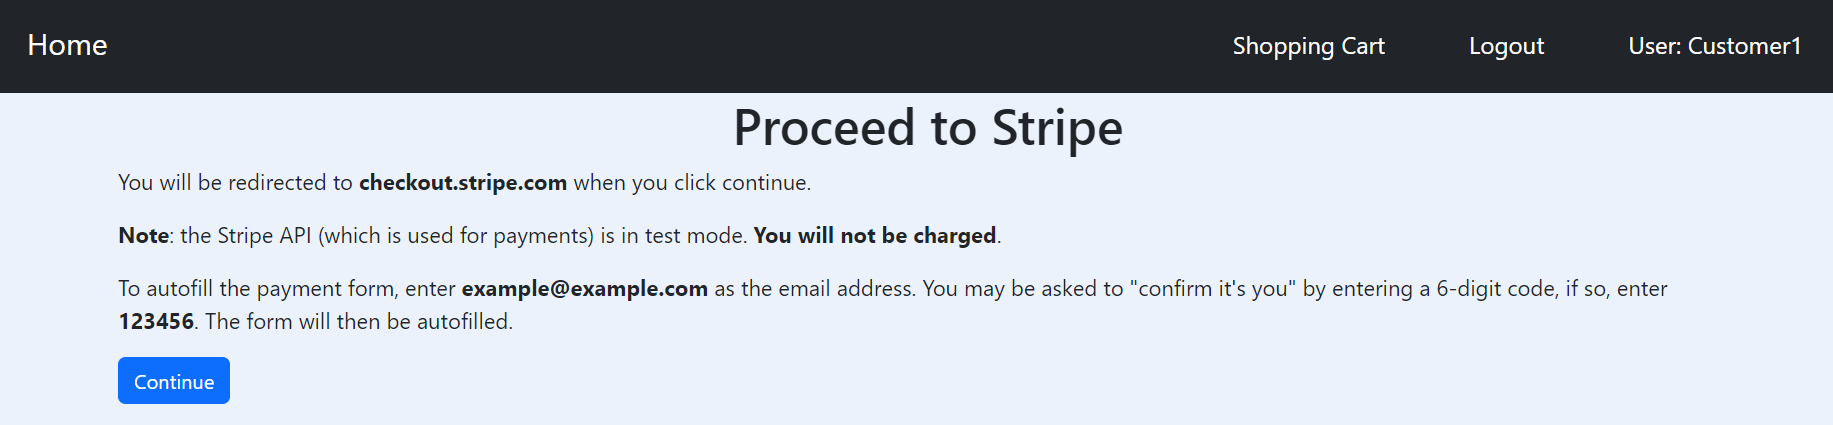 Home
Shopping Cart
Logout
User: Customer1
Proceed to Stripe
You will be redirected to checkout.stripe.com when you click continue.
Note: the Stripe API (which is used for payments) is in test mode. You will not be charged.
To autofill the payment form, enter example@example.com as the email address. You may be asked to "confirm it's you" by entering a 6-digit code, if so, enter
123456. The form will then be autofilled.
Continue